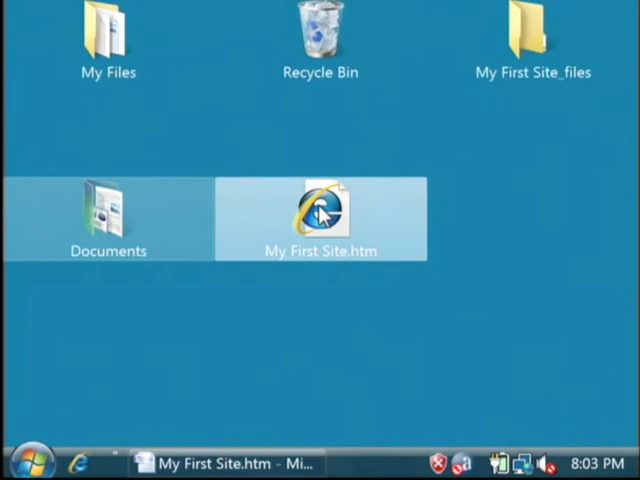 My Files
Recycle Bin
My First Site_files
Documents
My First Site.htm
My First Site.htm - Mi...
8:03 PM